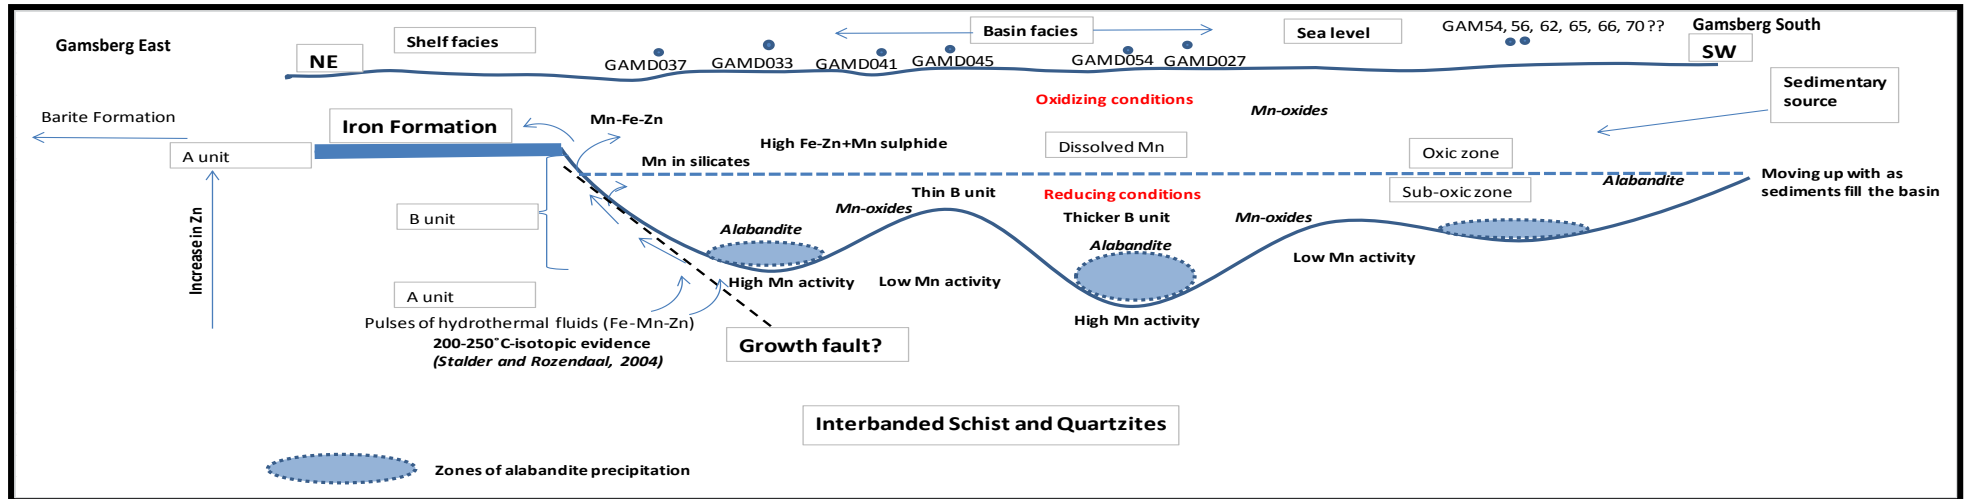 Gamsberg East
Shelf facies
Basin facies
Sea level
GAM54, 56, 62, 65, 66, 70 ??
Gamsberg South
NE
SW
GAMD037
GAMD033
GAMD041
GAMD045
GAMD054
GAMD027
Sedimentary
source
Oxidizing conditions
Mn-oxides
Barite Formation
Iron Formation
Mn-Fe-Zn
High Fe-Zn+Mn sulphide
Dissolved Mn
Oxic zone
A unit
Mn in silicates
Moving up with as
sediments fill the basin
Alabandite
Sub-oxic zone
Reducing conditions
Thin B unit
Mn-oxides
Thicker B unit
Mn-oxides
B unit
Alabandite
Alabandite
Increase in Zn
Low Mn activity
High Mn activity
Low Mn activity
A unit
High Mn activity
Pulses of hydrothermal fluids (Fe-Mn-Zn)
200-250˚C-isotopic evidence
(Stalder and Rozendaal, 2004)
Growth fault?
Interbanded Schist and Quartzites
Zones of alabandite precipitation